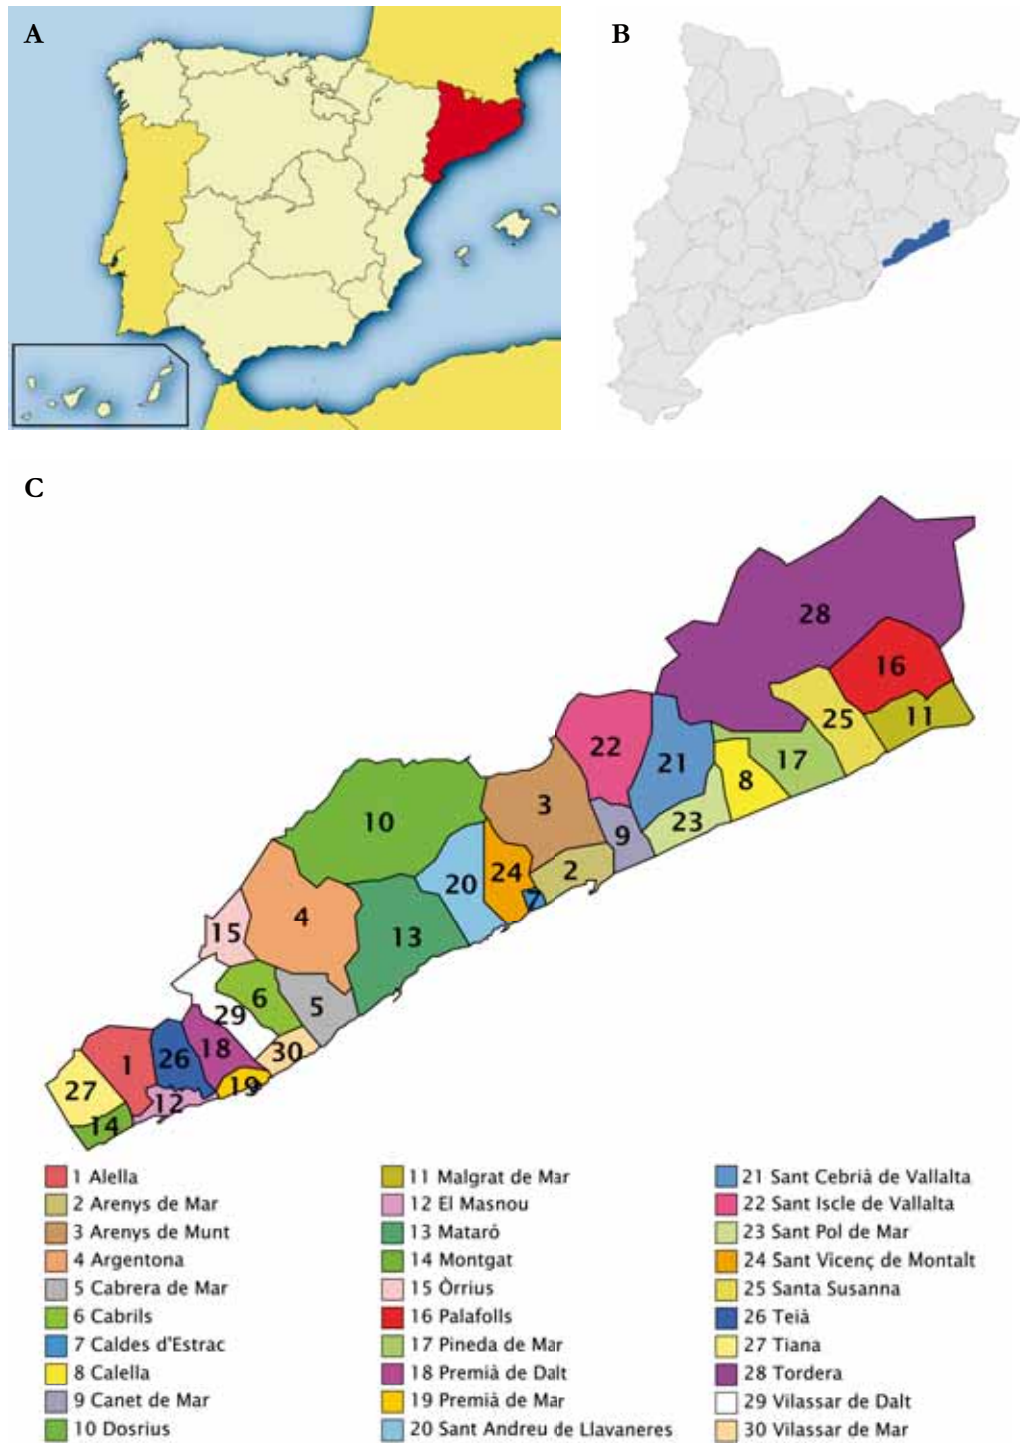 A
B
C
28
16
11
25
22
21
17
8
3
10
9
23
24
2
20
7
4
15
13
6
5
29
30
18
1
26
27
19
12
14
1 Alella
2 Arenys de Mar
3 Arenys de Munt
4 Argentona
5 Cabrera de Mar
6 Cabrils
7 Caldes d'Estrac
8 Calella
9 Canet de Mar
10 Dosrius
11 Malgrat de Mar
12 El Masnou
13 Mataró
14 Montgat
15 Òrrius
16 Palafolls
17 Pineda de Mar
18 Premià de Dalt
19 Premià de Mar
20 Sant Andreu de Llavaneres
21 Sant Cebrià de Vallalta
22 Sant Iscle de Vallalta
23 Sant Pol de Mar
24 Sant Vicenç de Montalt
25 Santa Susanna
26 Teià
27 Tiana
28 Tordera
29 Vilassar de Dalt
30 Vilassar de Mar